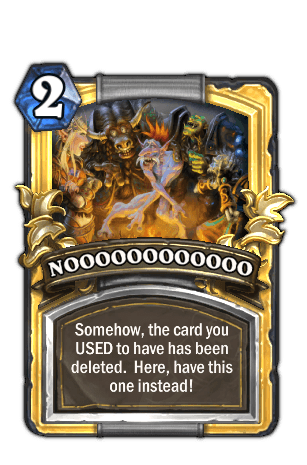 2
NOOOOOOOOOOOO
Somehow, the card you
USED to have has been
deleted.  Here, have this
one instead!